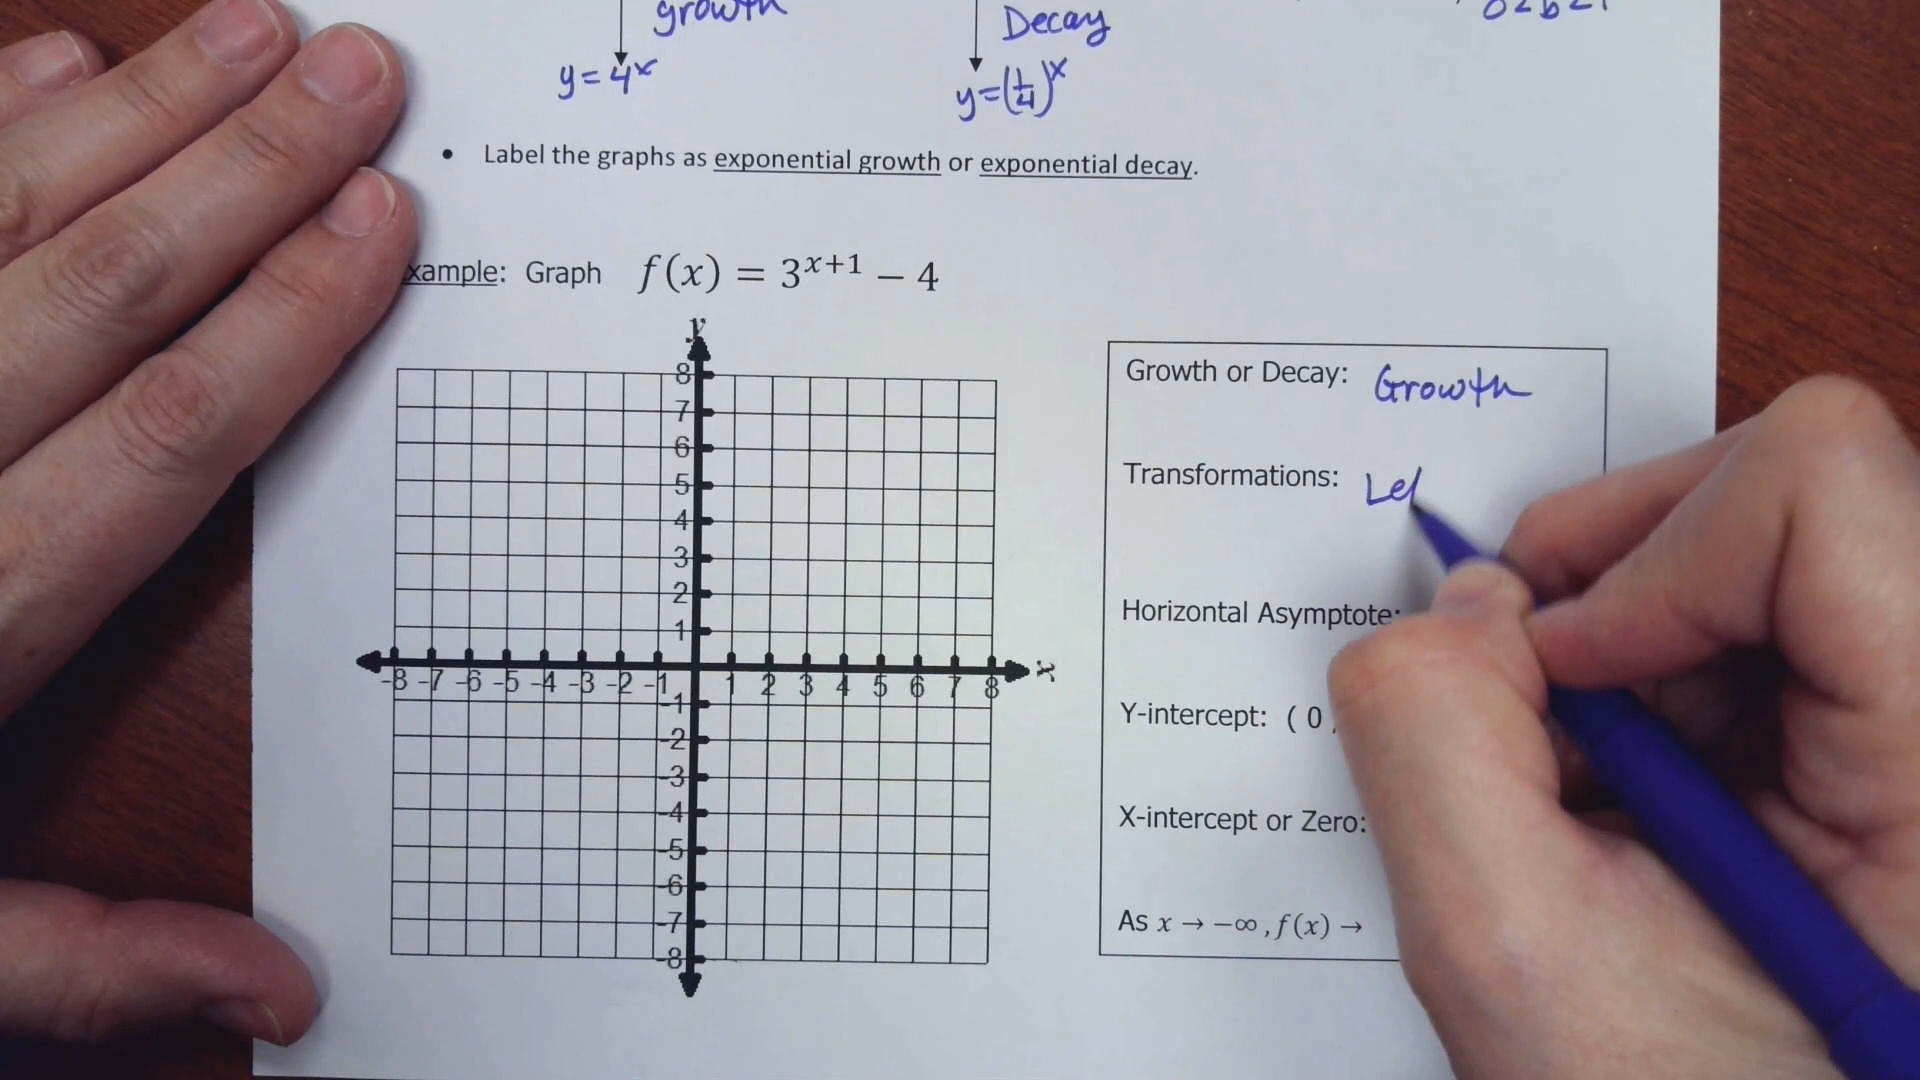 growth Decay
y=4ˣ y=(1/4)ˣ
• Label the graphs as exponential growth or exponential decay.
xample: Graph f(x) = 3ˣ⁺¹ − 4
y
8
7
6
5
4
3
2
1
x
-8 -7 -6 -5 -4 -3 -2 -1 1 2 3 4 5 6 7 8
-1
-2
-3
-4
-5
-6
-7
-8
Growth or Decay: Growth
Transformations: Lef
Horizontal Asymptote:
Y-intercept: ( 0 ,
X-intercept or Zero:
As x → −∞ , f(x) →